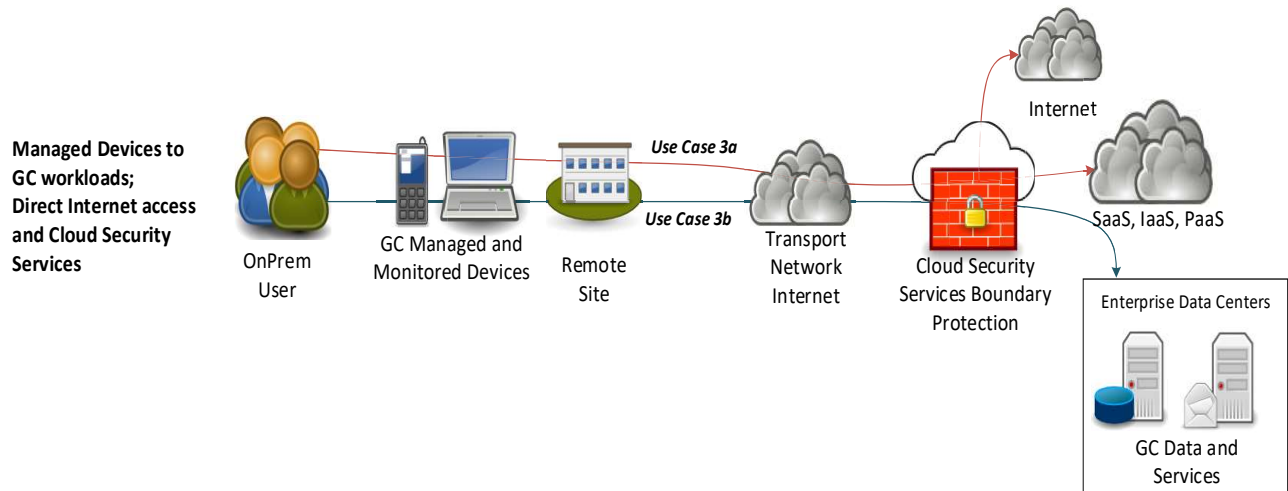 Managed Devices to
GC workloads;
Direct Internet access
and Cloud Security
Services
OnPrem
User
GC Managed and
Monitored Devices
Remote
Site
Use Case 3a
Use Case 3b
Transport
Network
Internet
Cloud Security
Services Boundary
Protection
Internet
SaaS, IaaS, PaaS
Enterprise Data Centers
GC Data and
Services